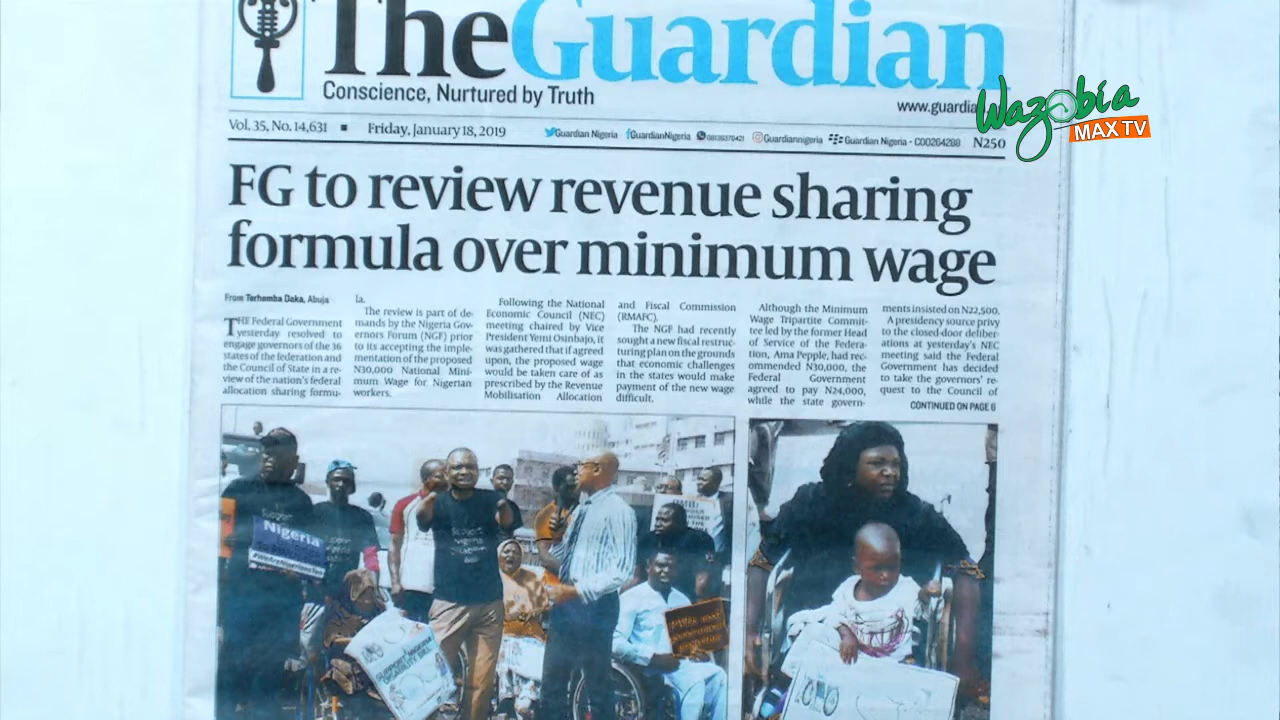 TheGuardian
Conscience, Nurtured by Truth
www.guardia
Wazobia
MAX TV
Vol. 35, No. 14,631 ■ Friday, January 18, 2019
Guardian Nigeria GuardianNigeria Guardiannigeria Guardian Nigeria - C00264289 N250
FG to review revenue sharing
formula over minimum wage
From Terhemba Daka, Abuja
THE Federal Government
yesterday resolved to
engage governors of the 36
states of the federation and
the Council of State in a re-
view of the nation's federal
allocation sharing formu-
la.
The review is part of de-
mands by the Nigeria Gov-
ernors Forum (NGF) prior
to its accepting the imple-
mentation of the proposed
N30,000 National Mini-
mum Wage for Nigerian
workers.
Following the National
Economic Council (NEC)
meeting chaired by Vice
President Yemi Osinbajo, it
was gathered that if agreed
upon, the proposed wage
would be taken care of as
prescribed by the Revenue
Mobilisation Allocation
and Fiscal Commission
(RMAFC).
The NGF had recently
sought a new fiscal restruc-
turing plan on the grounds
that economic challenges
in the states would make
payment of the new wage
difficult.
Although the Minimum
Wage Tripartite Commit-
tee led by the former Head
of Service of the Federa-
tion, Ama Pepple, had rec-
ommended N30,000, the
Federal Government
agreed to pay N24,000,
while the state govern-
ments insisted on N22,500.
A presidency source privy
to the closed-door deliber-
ations at yesterday's NEC
meeting said the Federal
Government has decided
to take the governors' re-
quest to the Council of
CONTINUED ON PAGE 6
Nigeria